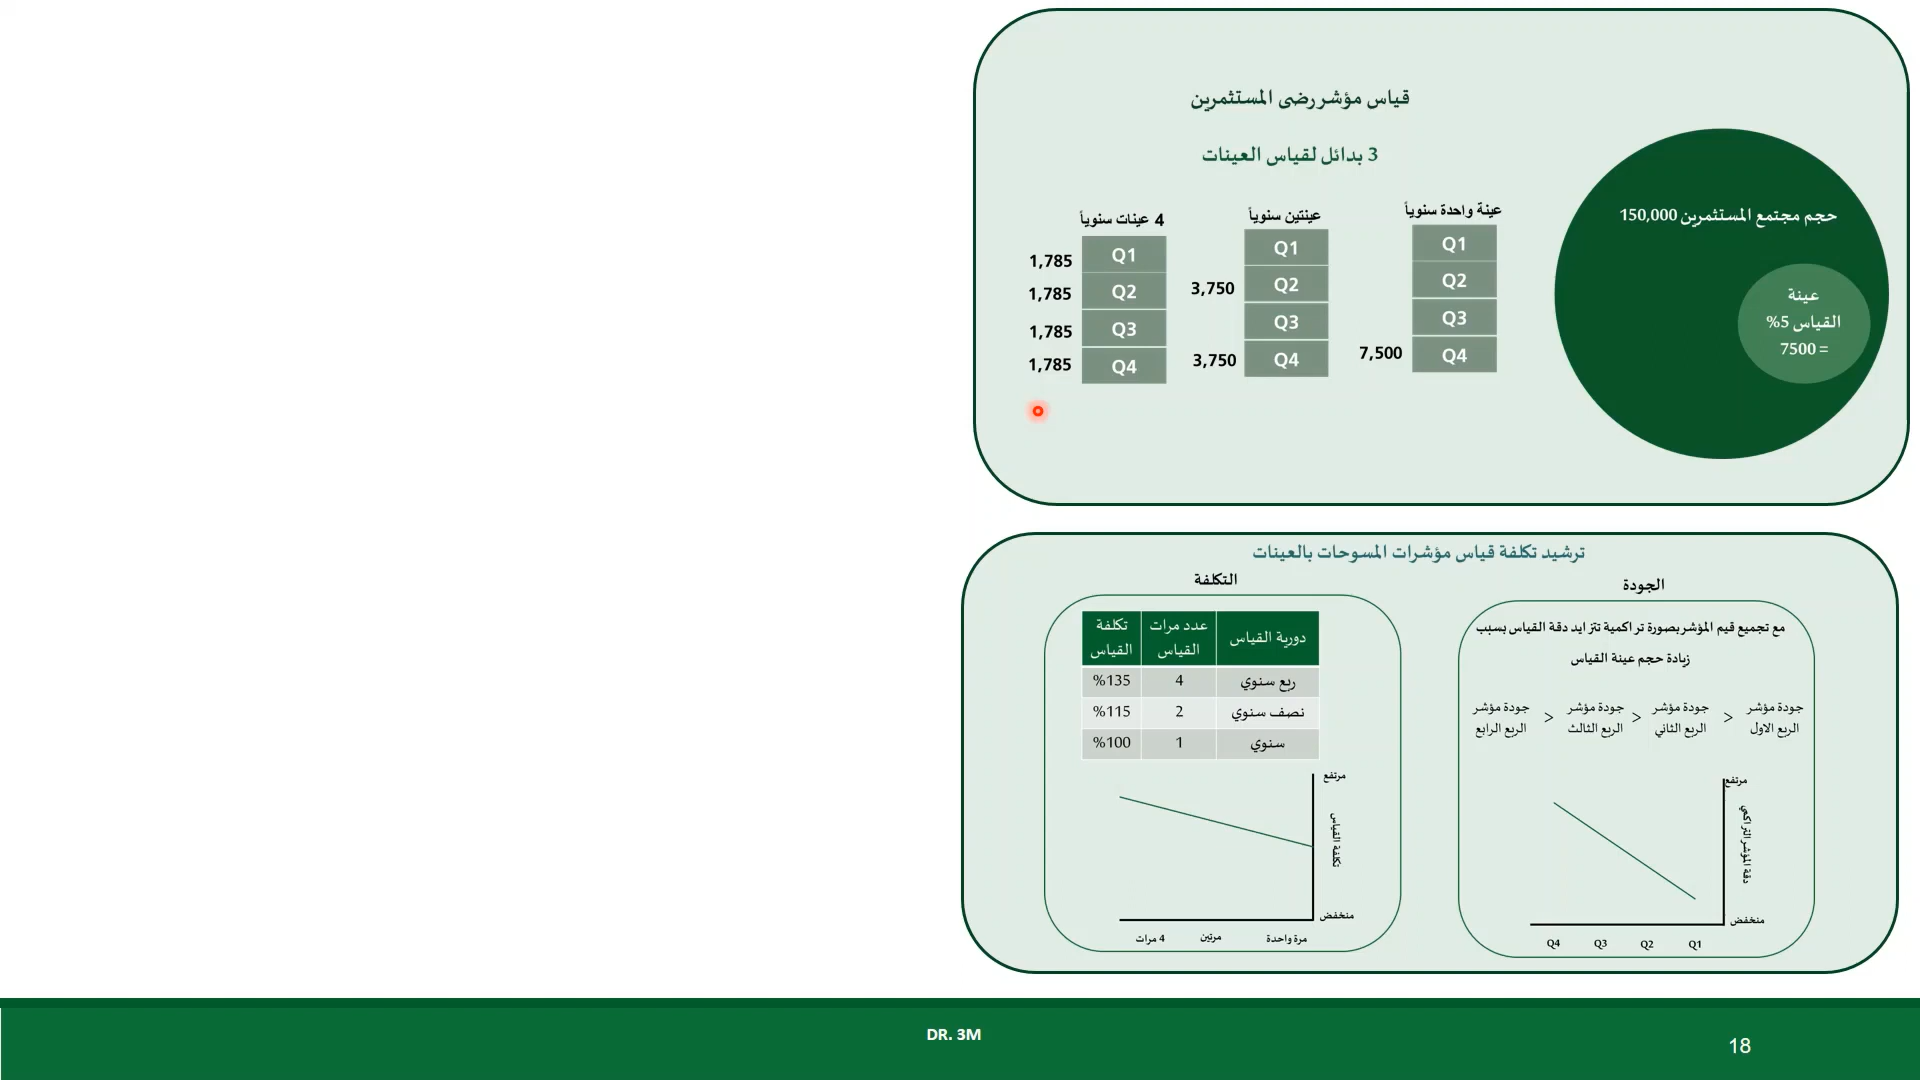 قياس مؤشر رضى المستثمرين
3 بدائل لقياس العينات
حجم مجتمع المستثمرين 150,000
عينة
القياس 5%
= 7500
عينة واحدة سنوياً
Q1
Q2
Q3
Q4
7,500
عينتين سنوياً
Q1
Q2
3,750
Q3
Q4
3,750
4 عينات سنوياً
Q1
1,785
Q2
1,785
Q3
1,785
Q4
1,785
ترشيد تكلفة قياس مؤشرات المسوحات بالعينات
الجودة
مع تجميع قيم المؤشر بصورة تراكمية تتزايد دقة القياس بسبب
زيادة حجم عينة القياس
جودة مؤشر
الربع الاول
>
جودة مؤشر
الربع الثاني
>
جودة مؤشر
الربع الثالث
>
جودة مؤشر
الربع الرابع
مرتفع
دقة المؤشر التراكمي
منخفض
Q4 Q3 Q2 Q1
التكلفة
دورية القياس عدد مرات القياس تكلفة القياس
ربع سنوي 4 135%
نصف سنوي 2 115%
سنوي 1 100%
مرتفع
تكلفة القياس
منخفض
مرة واحدة مرتين 4 مرات
DR. 3M
18